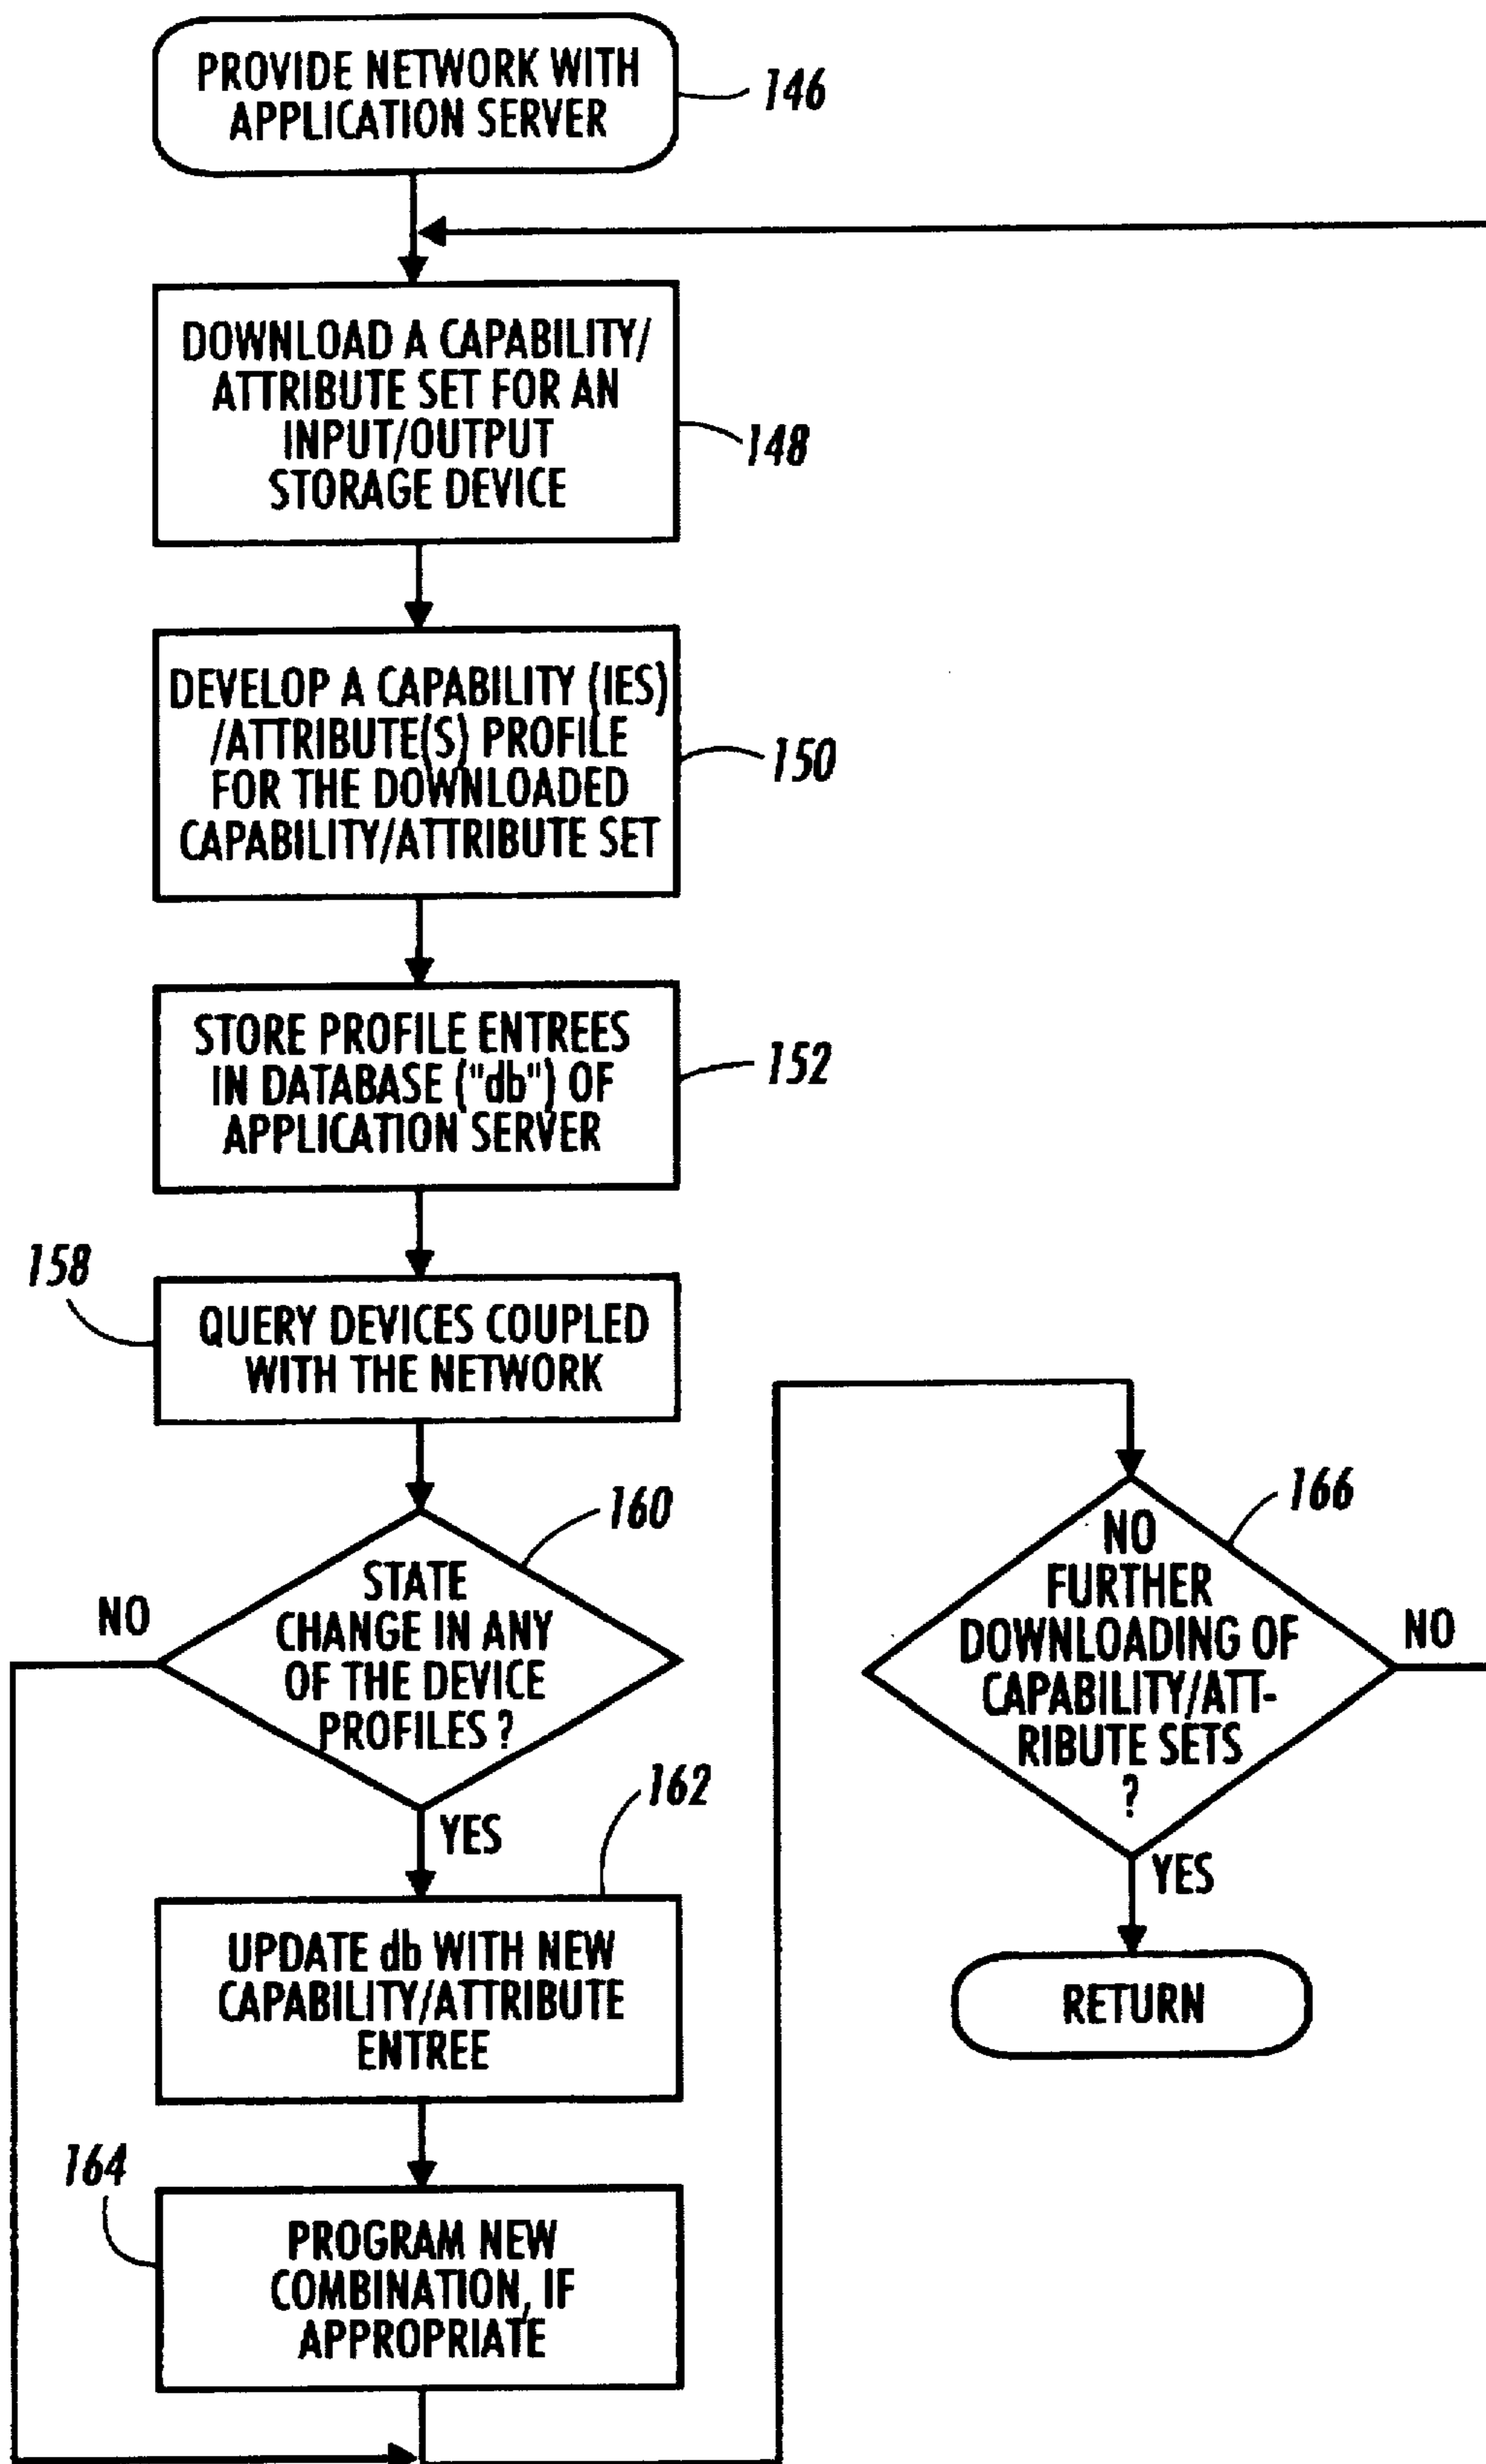 PROVIDE NETWORK WITH
APPLICATION SERVER
146
DOWNLOAD A CAPABILITY/
ATTRIBUTE SET FOR AN
INPUT/OUTPUT
STORAGE DEVICE
148
DEVELOP A CAPABILITY (IES)
/ATTRIBUTE(S) PROFILE
FOR THE DOWNLOADED
CAPABILITY/ATTRIBUTE SET
150
STORE PROFILE ENTREES
IN DATABASE ("db") OF
APPLICATION SERVER
152
158
QUERY DEVICES COUPLED
WITH THE NETWORK
160
STATE
CHANGE IN ANY
OF THE DEVICE
PROFILES ?
NO
YES
162
UPDATE db WITH NEW
CAPABILITY/ATTRIBUTE
ENTREE
164
PROGRAM NEW
COMBINATION, IF
APPROPRIATE
166
NO
FURTHER
DOWNLOADING OF
CAPABILITY/ATT-
RIBUTE SETS
?
NO
YES
RETURN